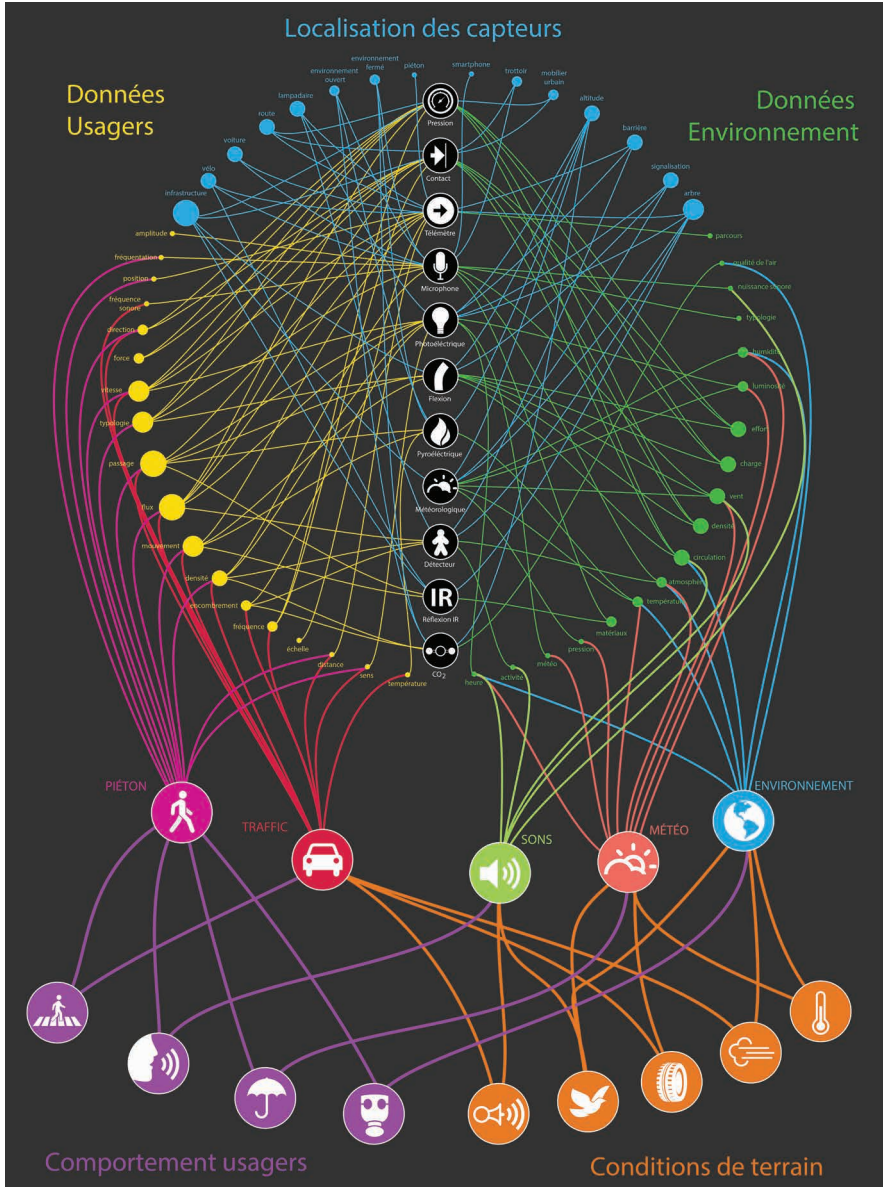 Localisation des capteurs
Données
Usagers
Données
Environnement
infrastructure
vélo
voiture
route
lampadaire
environnement
ouvert
environnement
fermé
piéton
smartphone
trottoir
mobilier
urbain
altitude
barrière
signalisation
arbre
Pression
Contact
Télémètre
Microphone
Photoéléctrique
Flexion
Pyroéléctrique
Météorologique
Détecteur
IR
Réflexion IR
CO2
amplitude
fréquentation
position
fréquence
sonore
direction
force
vitesse
typologie
passage
flux
mouvement
densité
encombrement
fréquence
échelle
distance
sens
température
parcours
qualité de l'air
nuissance sonore
typologie
humidité
luminosité
effort
charge
vent
densité
circulation
atmosphère
température
matériaux
pression
météo
activite
heure
PIÉTON
TRAFFIC
SONS
MÉTÉO
ENVIRONNEMENT
Comportement usagers
Conditions de terrain